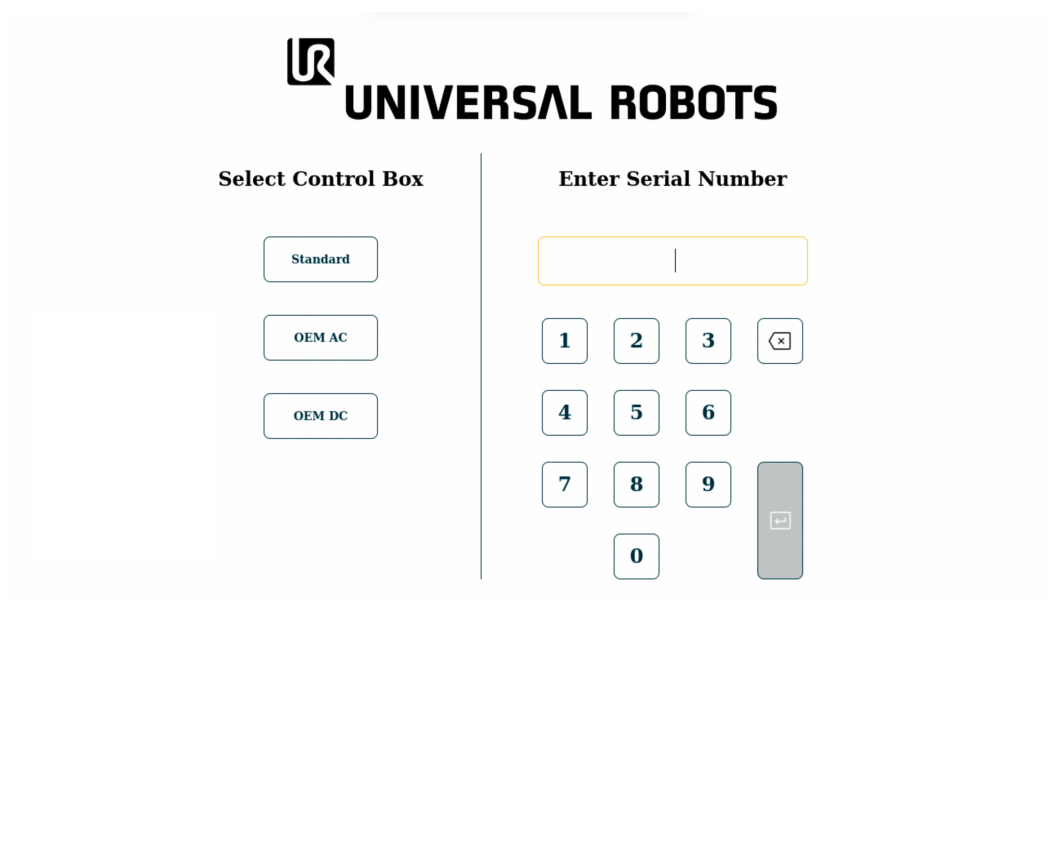 UR
UNIVERSAL ROBOTS
Select Control Box
Standard
OEM AC
OEM DC
Enter Serial Number
1 2 3
4 5 6
7 8 9
0